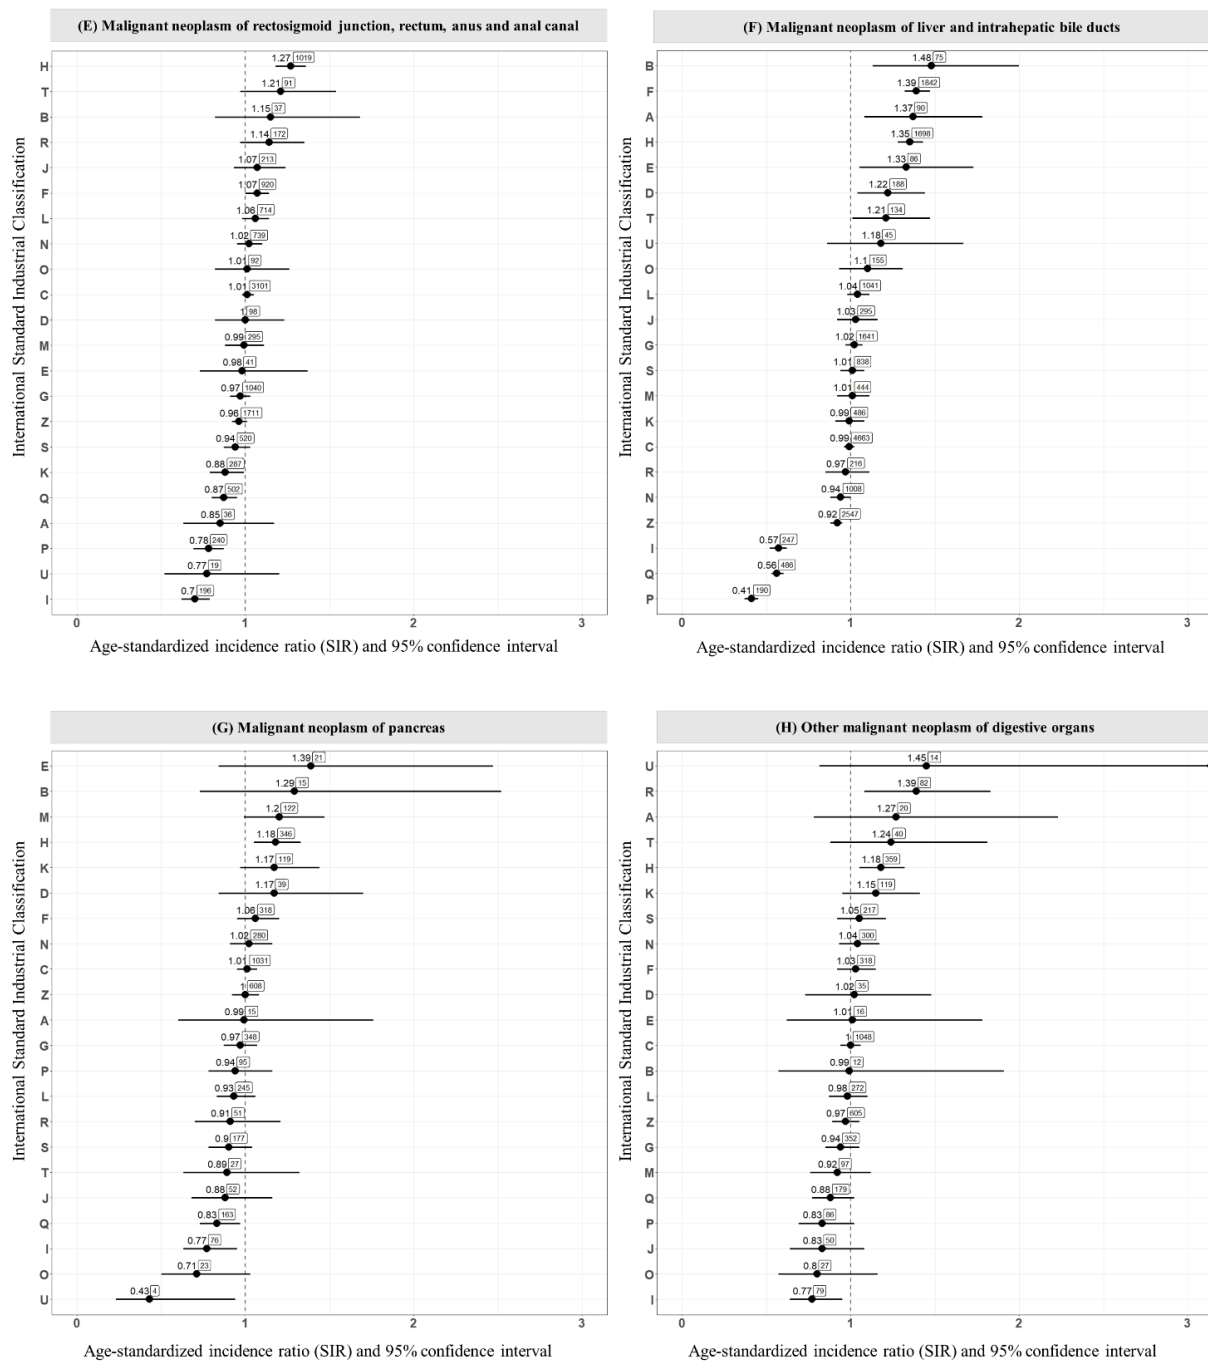 (E) Malignant neoplasm of rectosigmoid junction, rectum, anus and anal canal
International Standard Industrial Classification
H 1.27 1019
T 1.21 91
B 1.15 37
R 1.14 172
J 1.07 213
F 1.07 920
L 1.06 714
N 1.02 739
O 1.01 92
C 1.01 3101
D 1 98
M 0.99 295
E 0.98 41
G 0.97 1040
Z 0.96 1711
S 0.94 520
K 0.88 287
Q 0.87 502
A 0.85 36
P 0.78 240
U 0.77 19
I 0.7 196
0 1 2 3
Age-standardized incidence ratio (SIR) and 95% confidence interval
(F) Malignant neoplasm of liver and intrahepatic bile ducts
International Standard Industrial Classification
B 1.48 75
F 1.39 1842
A 1.37 90
H 1.35 1698
E 1.33 86
D 1.22 188
T 1.21 134
U 1.18 45
O 1.1 155
L 1.04 1041
J 1.03 295
G 1.02 1641
S 1.01 838
M 1.01 444
K 0.99 486
C 0.99 4663
R 0.97 216
N 0.94 1008
Z 0.92 2547
I 0.57 247
Q 0.56 486
P 0.41 190
0 1 2 3
Age-standardized incidence ratio (SIR) and 95% confidence interval
(G) Malignant neoplasm of pancreas
International Standard Industrial Classification
E 1.39 21
B 1.29 15
M 1.2 122
H 1.18 346
K 1.17 119
D 1.17 39
F 1.06 318
N 1.02 280
C 1.01 1031
Z 1 608
A 0.99 15
G 0.97 348
P 0.94 95
L 0.93 245
R 0.91 51
S 0.9 177
T 0.89 27
J 0.88 52
Q 0.83 163
I 0.77 76
O 0.71 23
U 0.43 4
0 1 2 3
Age-standardized incidence ratio (SIR) and 95% confidence interval
(H) Other malignant neoplasm of digestive organs
International Standard Industrial Classification
U 1.45 14
R 1.39 82
A 1.27 20
T 1.24 40
H 1.18 359
K 1.15 119
S 1.05 217
N 1.04 300
F 1.03 318
D 1.02 35
E 1.01 16
C 1 1048
B 0.99 12
L 0.98 272
Z 0.97 605
G 0.94 352
M 0.92 97
Q 0.88 179
P 0.83 86
J 0.83 50
O 0.8 27
I 0.77 79
0 1 2 3
Age-standardized incidence ratio (SIR) and 95% confidence interval